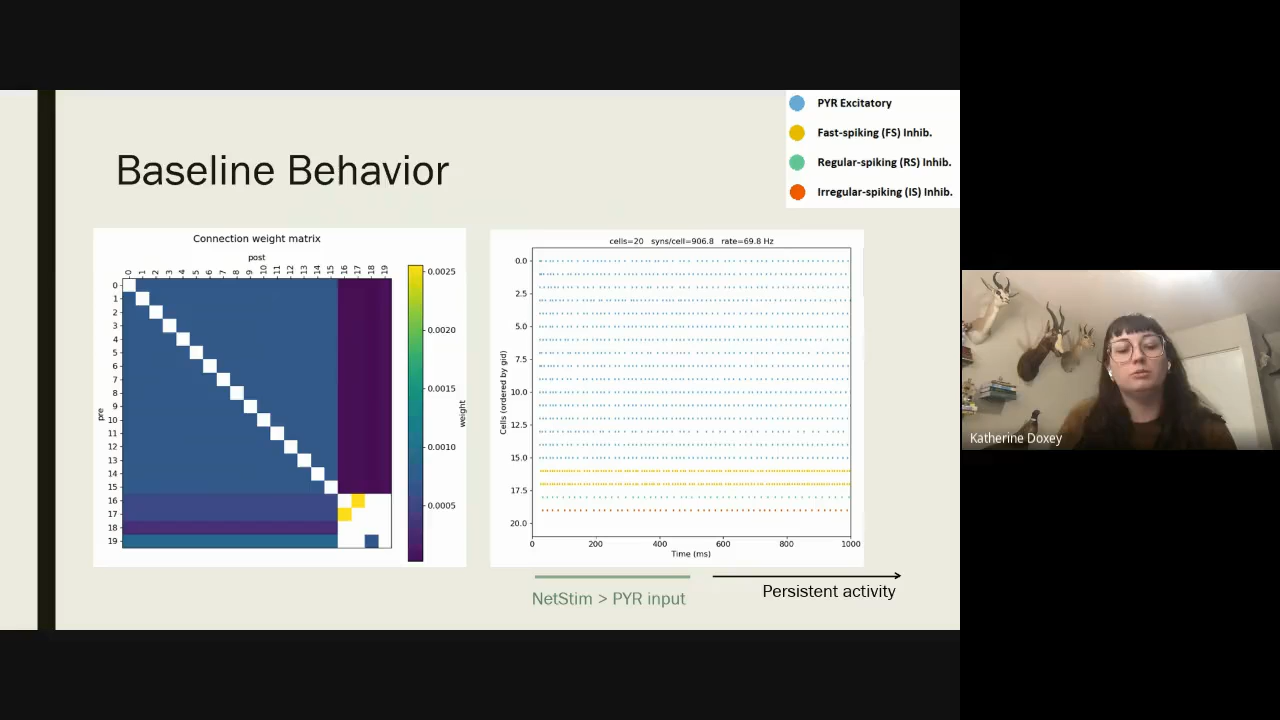 PYR Excitatory
Fast-spiking (FS) Inhib.
Regular-spiking (RS) Inhib.
Irregular-spiking (IS) Inhib.
Baseline Behavior
Connection weight matrix
post
0 1 2 3 4 5 6 7 8 9 10 11 12 13 14 15 16 17 18 19
pre
0
1
2
3
4
5
6
7
8
9
10
11
12
13
14
15
16
17
18
19
0.0025
0.0020
0.0015
0.0010
0.0005
weight
cells=20 syns/cell=906.8 rate=69.8 Hz
Cells (ordered by gid)
0.0
2.5
5.0
7.5
10.0
12.5
15.0
17.5
20.0
0 200 400 600 800 1000
Time (ms)
NetStim > PYR input
Persistent activity
Katherine Doxey